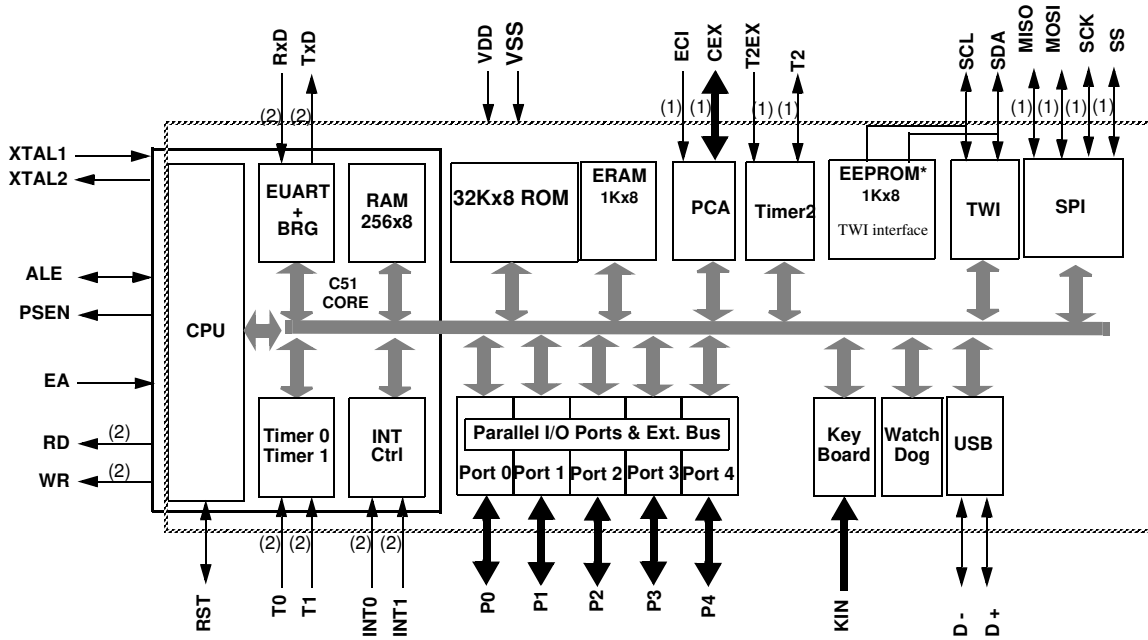 RxD
TxD
VDD
VSS
ECI
CEX
T2EX
T2
SCL
SDA
MISO
MOSI
SCK
SS
(2) (2)
(1) (1) (1) (1)
(1) (1) (1) (1)
XTAL1
XTAL2
ALE
PSEN
EA
RD (2)
WR (2)
CPU
EUART
+
BRG
RAM
256x8
C51
CORE
32Kx8 ROM
ERAM
1Kx8
PCA
Timer2
EEPROM*
1Kx8
TWI interface
TWI
SPI
Timer 0
Timer 1
INT
Ctrl
Parallel I/O Ports & Ext. Bus
Port 0 Port 1 Port 2 Port 3 Port 4
Key
Board
Watch
Dog
USB
(2) (2) (2) (2)
RST
T0
T1
INT0
INT1
P0
P1
P2
P3
P4
KIN
D -
D +